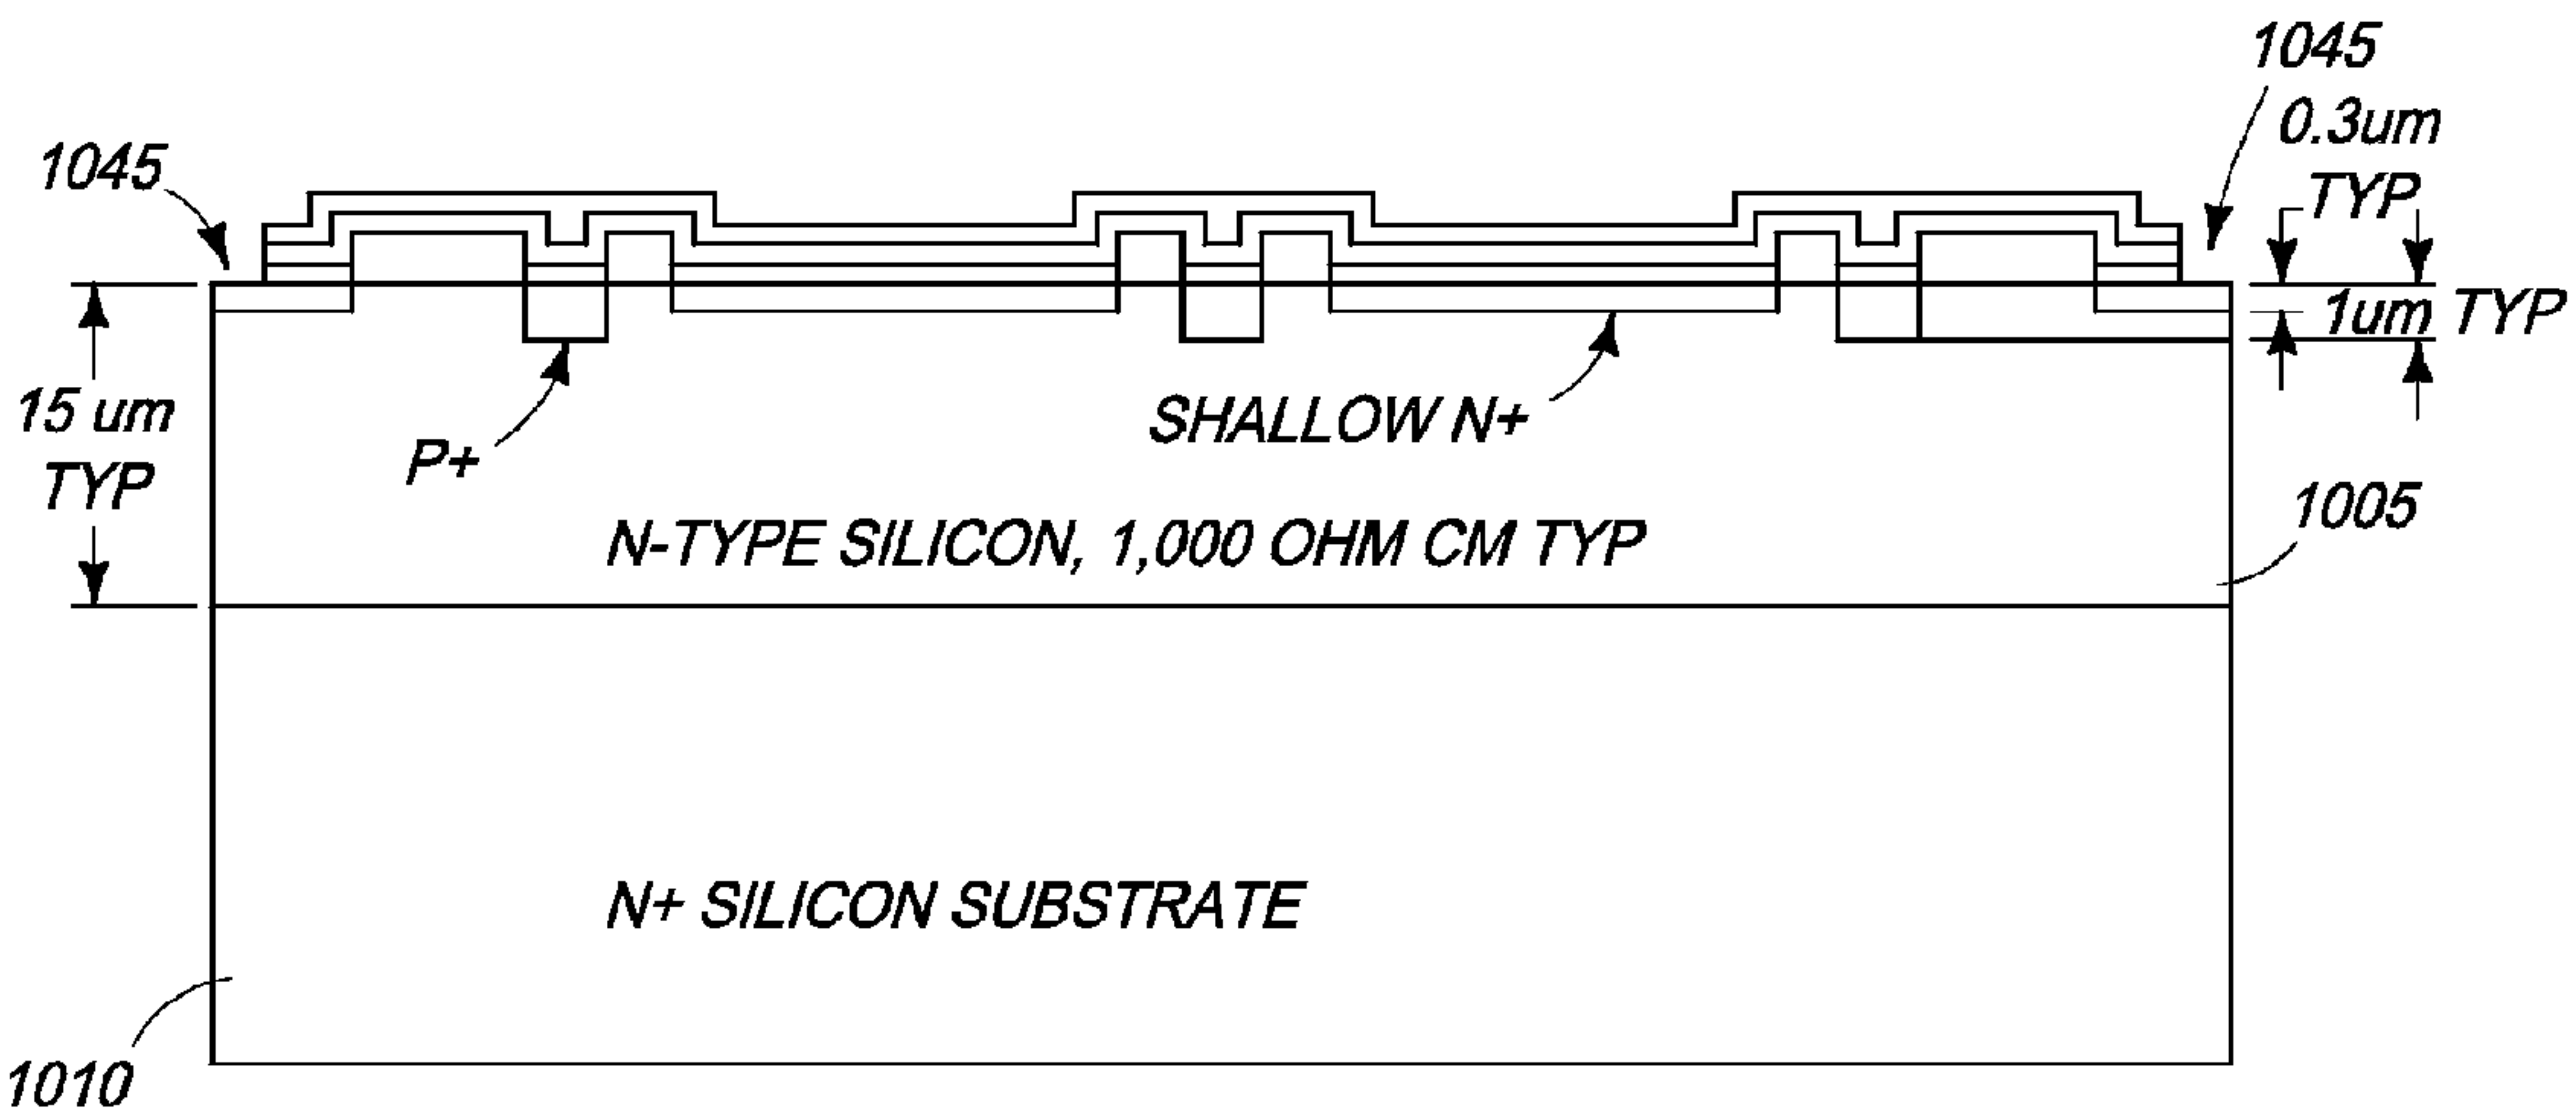 1045
0.3um
TYP
1045
1um TYP
15 um
TYP
P+
SHALLOW N+
1005
N-TYPE SILICON, 1,000 OHM CM TYP
N+ SILICON SUBSTRATE
1010